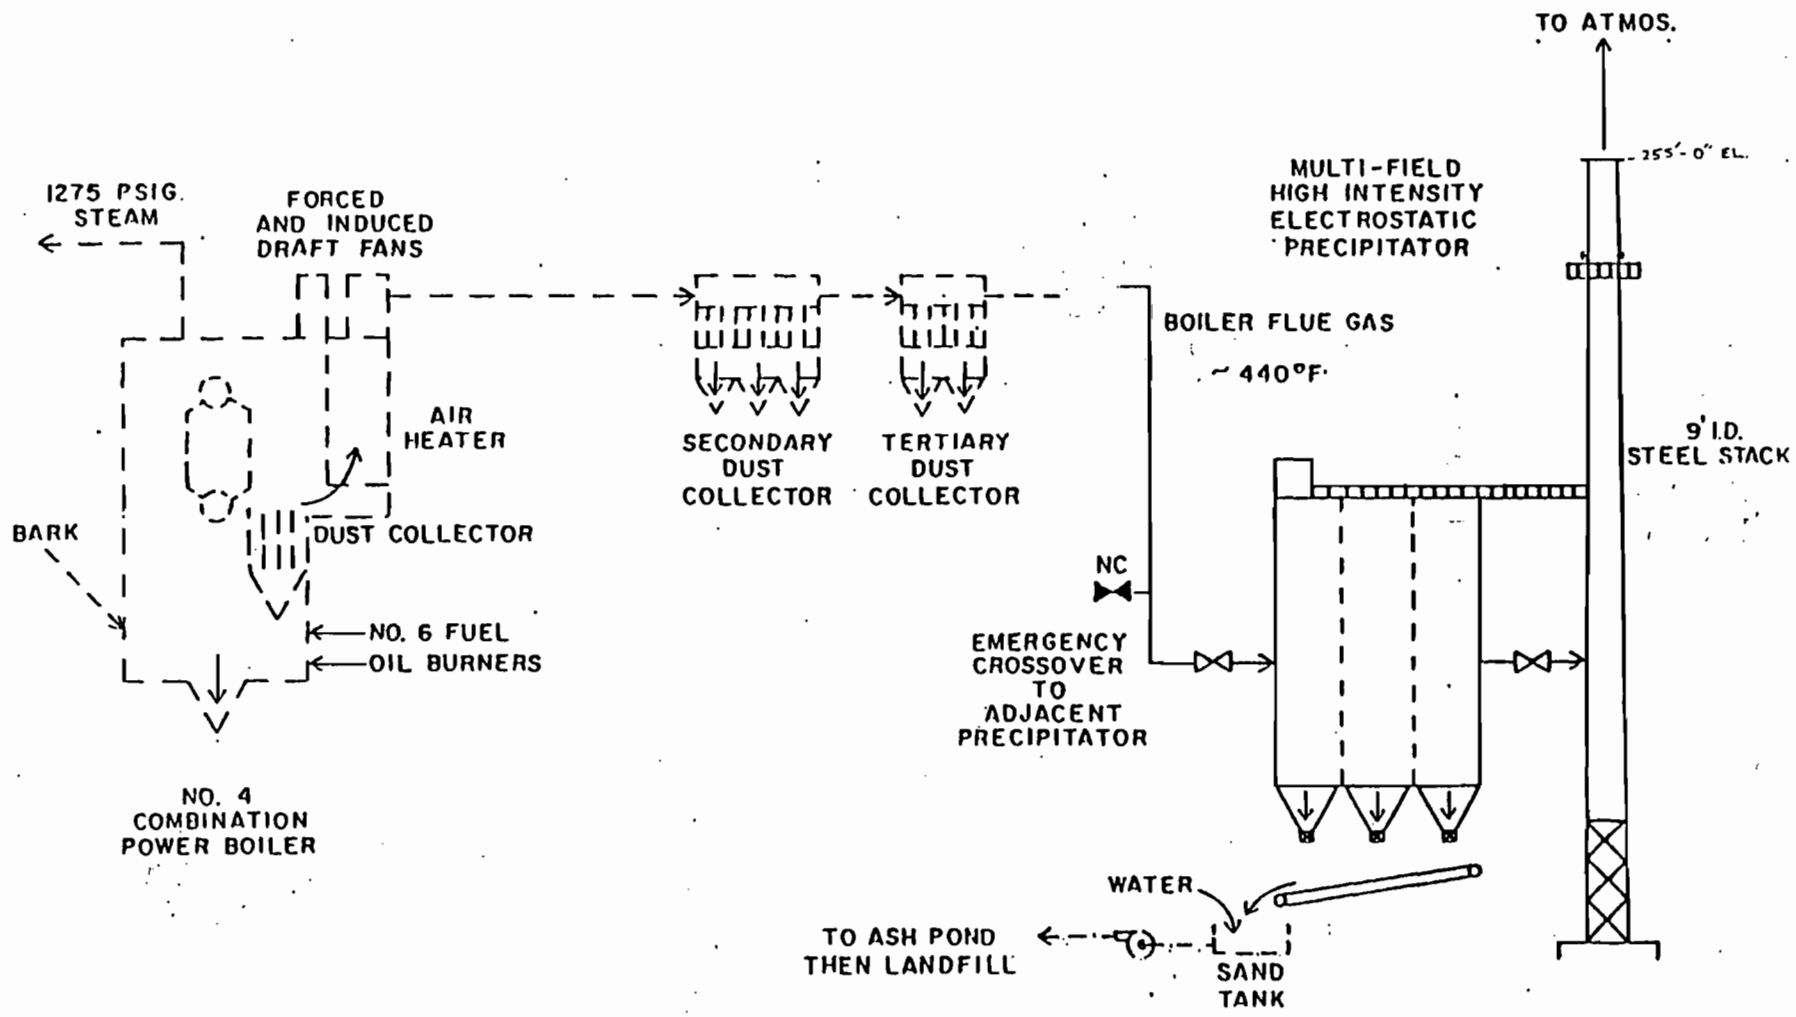 TO ATMOS.
255'-0" EL.
MULTI-FIELD
HIGH INTENSITY
ELECTROSTATIC
PRECIPITATOR
1275 PSIG.
STEAM
FORCED
AND INDUCED
DRAFT FANS
BOILER FLUE GAS
~ 440°F
AIR
HEATER
SECONDARY
DUST
COLLECTOR
TERTIARY
DUST
COLLECTOR
9' I.D.
STEEL STACK
BARK
DUST COLLECTOR
NC
NO. 6 FUEL
OIL BURNERS
EMERGENCY
CROSSOVER
TO
ADJACENT
PRECIPITATOR
NO. 4
COMBINATION
POWER BOILER
WATER
TO ASH POND
THEN LANDFILL
SAND
TANK